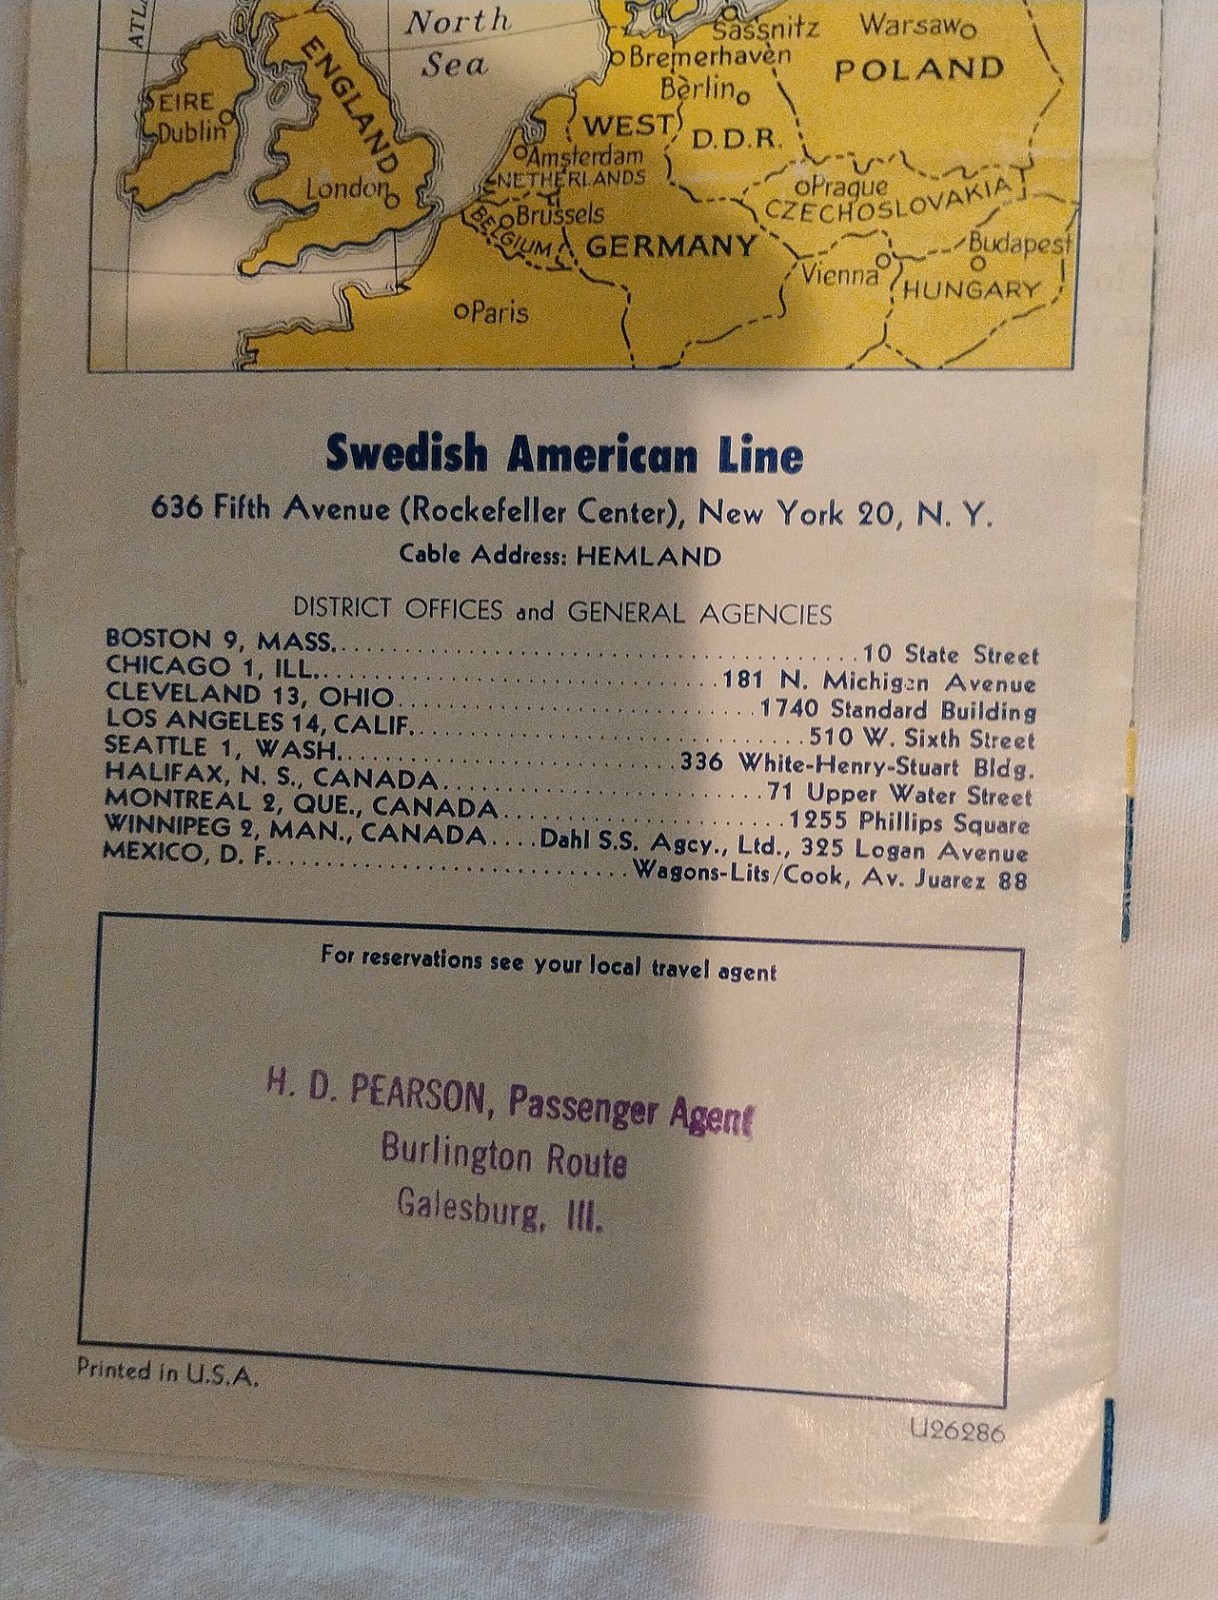 ATL
North
Sea
Sassnitz
Warsaw
Bremerhaven
POLAND
Berlin
ENGLAND
EIRE
Dublin
WEST
D.D.R.
Amsterdam
NETHERLANDS
London
Prague
CZECHOSLOVAKIA
Brussels
BELGIUM
GERMANY
Budapest
Vienna
HUNGARY
Paris
Swedish American Line
636 Fifth Avenue (Rockefeller Center), New York 20, N. Y.
Cable Address: HEMLAND
DISTRICT OFFICES and GENERAL AGENCIES
BOSTON 9, MASS. 10 State Street
CHICAGO 1, ILL. 181 N. Michigan Avenue
CLEVELAND 13, OHIO 1740 Standard Building
LOS ANGELES 14, CALIF. 510 W. Sixth Street
SEATTLE 1, WASH. 336 White-Henry-Stuart Bldg.
HALIFAX, N. S., CANADA 71 Upper Water Street
MONTREAL 2, QUE., CANADA 1255 Phillips Square
WINNIPEG 2, MAN., CANADA Dahl S.S. Agcy., Ltd., 325 Logan Avenue
MEXICO, D. F. Wagons-Lits/Cook, Av. Juarez 88
For reservations see your local travel agent
H. D. PEARSON, Passenger Agent
Burlington Route
Galesburg, Ill.
Printed in U.S.A.
U26286